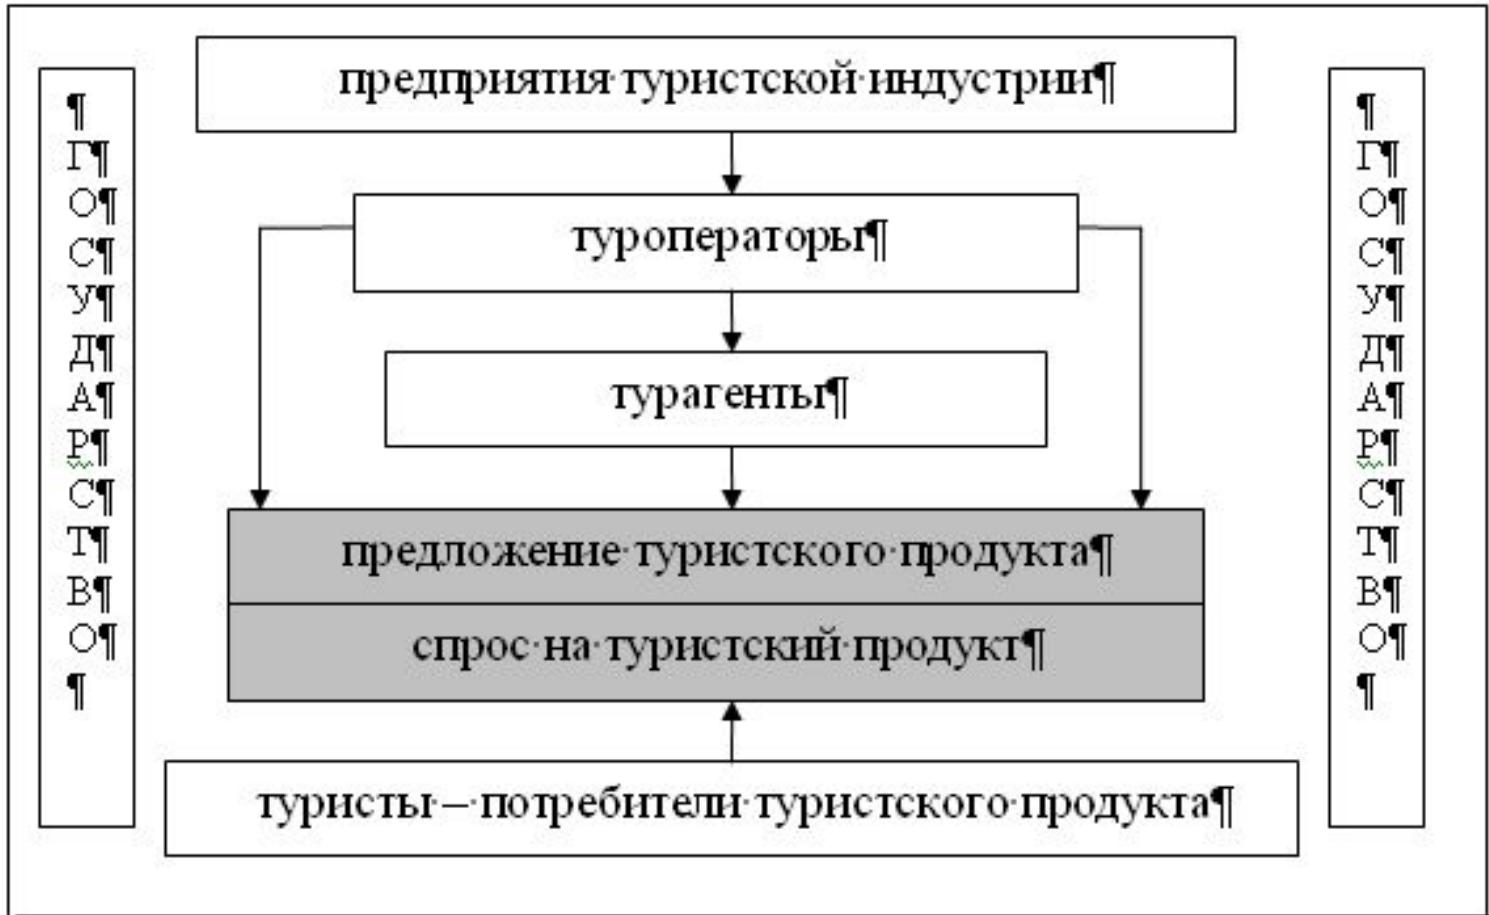 предприятия·туристской·индустрии¶
¶
Г¶
О¶
С¶
У¶
Д¶
А¶
Р¶
С¶
Т¶
В¶
О¶
¶
туроператоры¶
турагенты¶
предложение·туристского·продукта¶
спрос·на·туристский·продукт¶
туристы·–·потребители·туристского·продукта¶
¶
Г¶
О¶
С¶
У¶
Д¶
А¶
Р¶
С¶
Т¶
В¶
О¶
¶